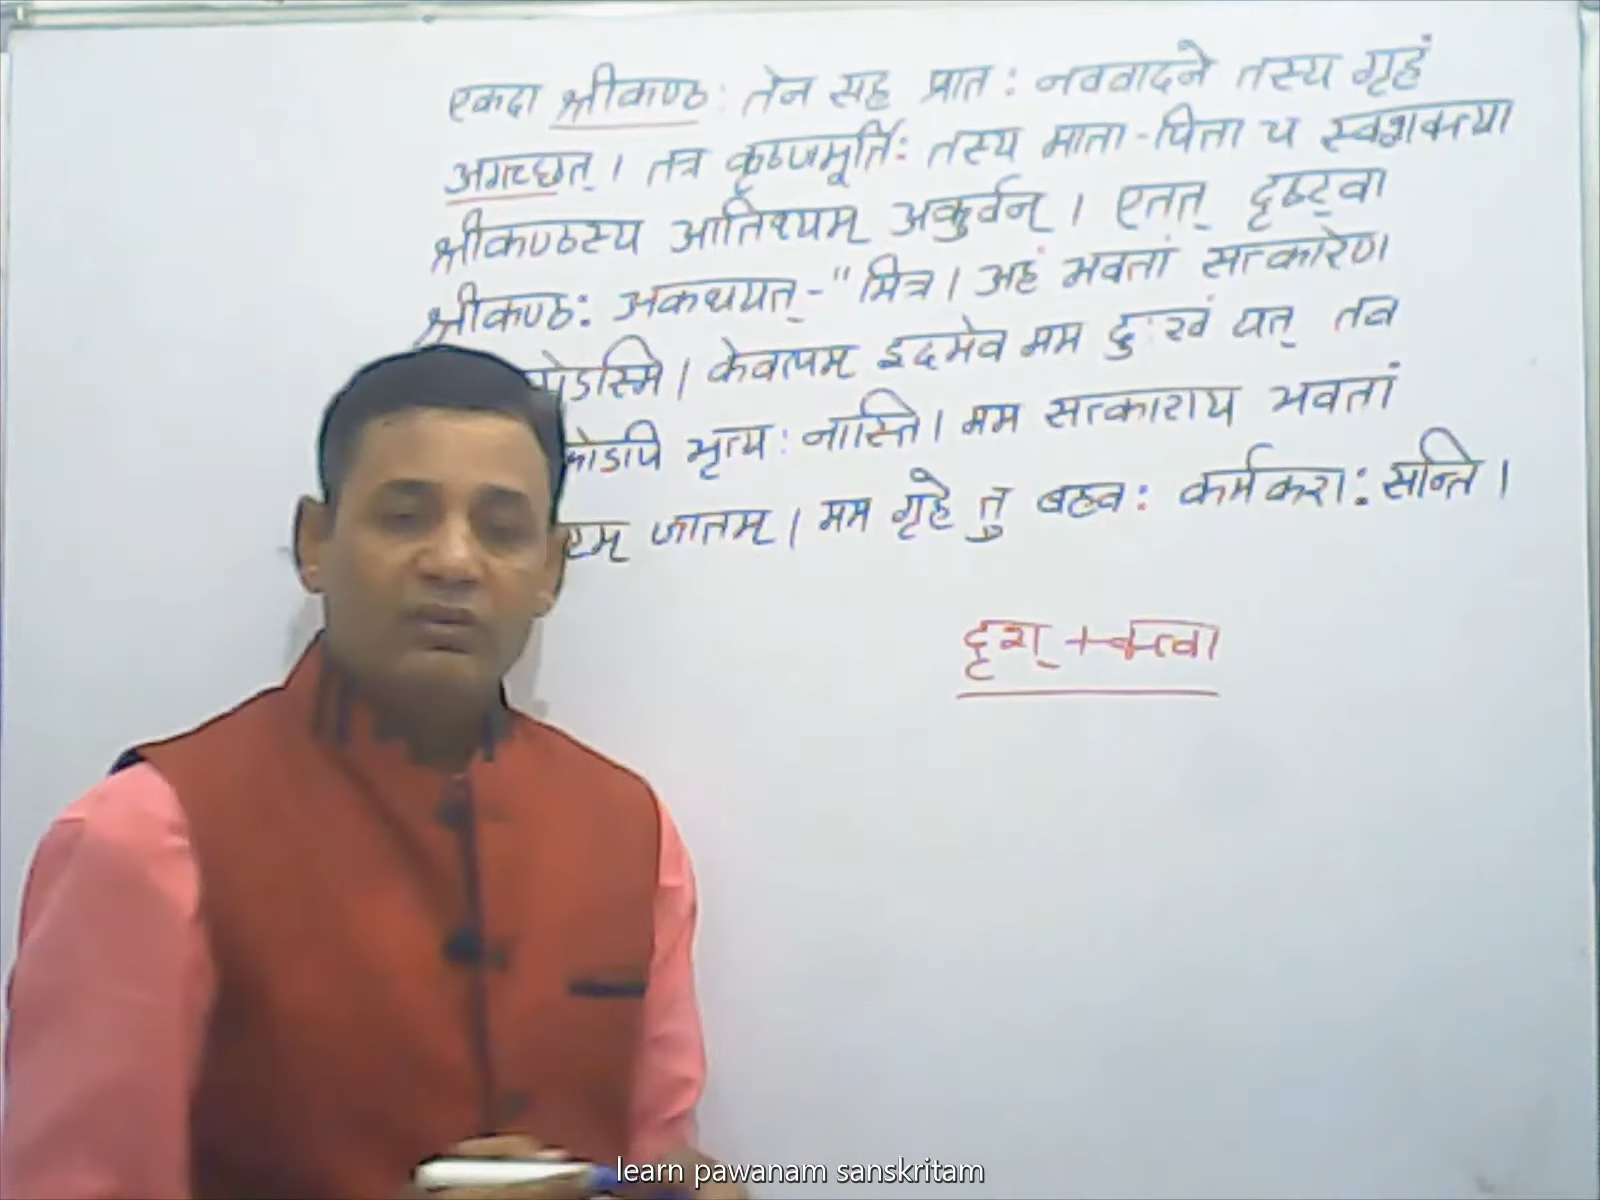 एकदा श्रीकण्ठः तेन सह प्रातः नववादने तस्य गृहं
अगच्छत् । तत्र कृष्णमूर्तिः तस्य माता-पिता च स्वशक्त्या
श्रीकण्ठस्य आतिथ्यम् अकुर्वन् । एतत् दृष्ट्वा
श्रीकण्ठः अकथयत्-"मित्र । अहं भवतां सत्कारेण
केवलम् इदमेव मम दुःखं यत् तव
भृत्यः नास्ति । मम सत्काराय भवतां
जातम् । मम गृहे तु बहवः कर्मकराः सन्ति ।
दृश् + क्त्वा
learn pawanam sanskritam